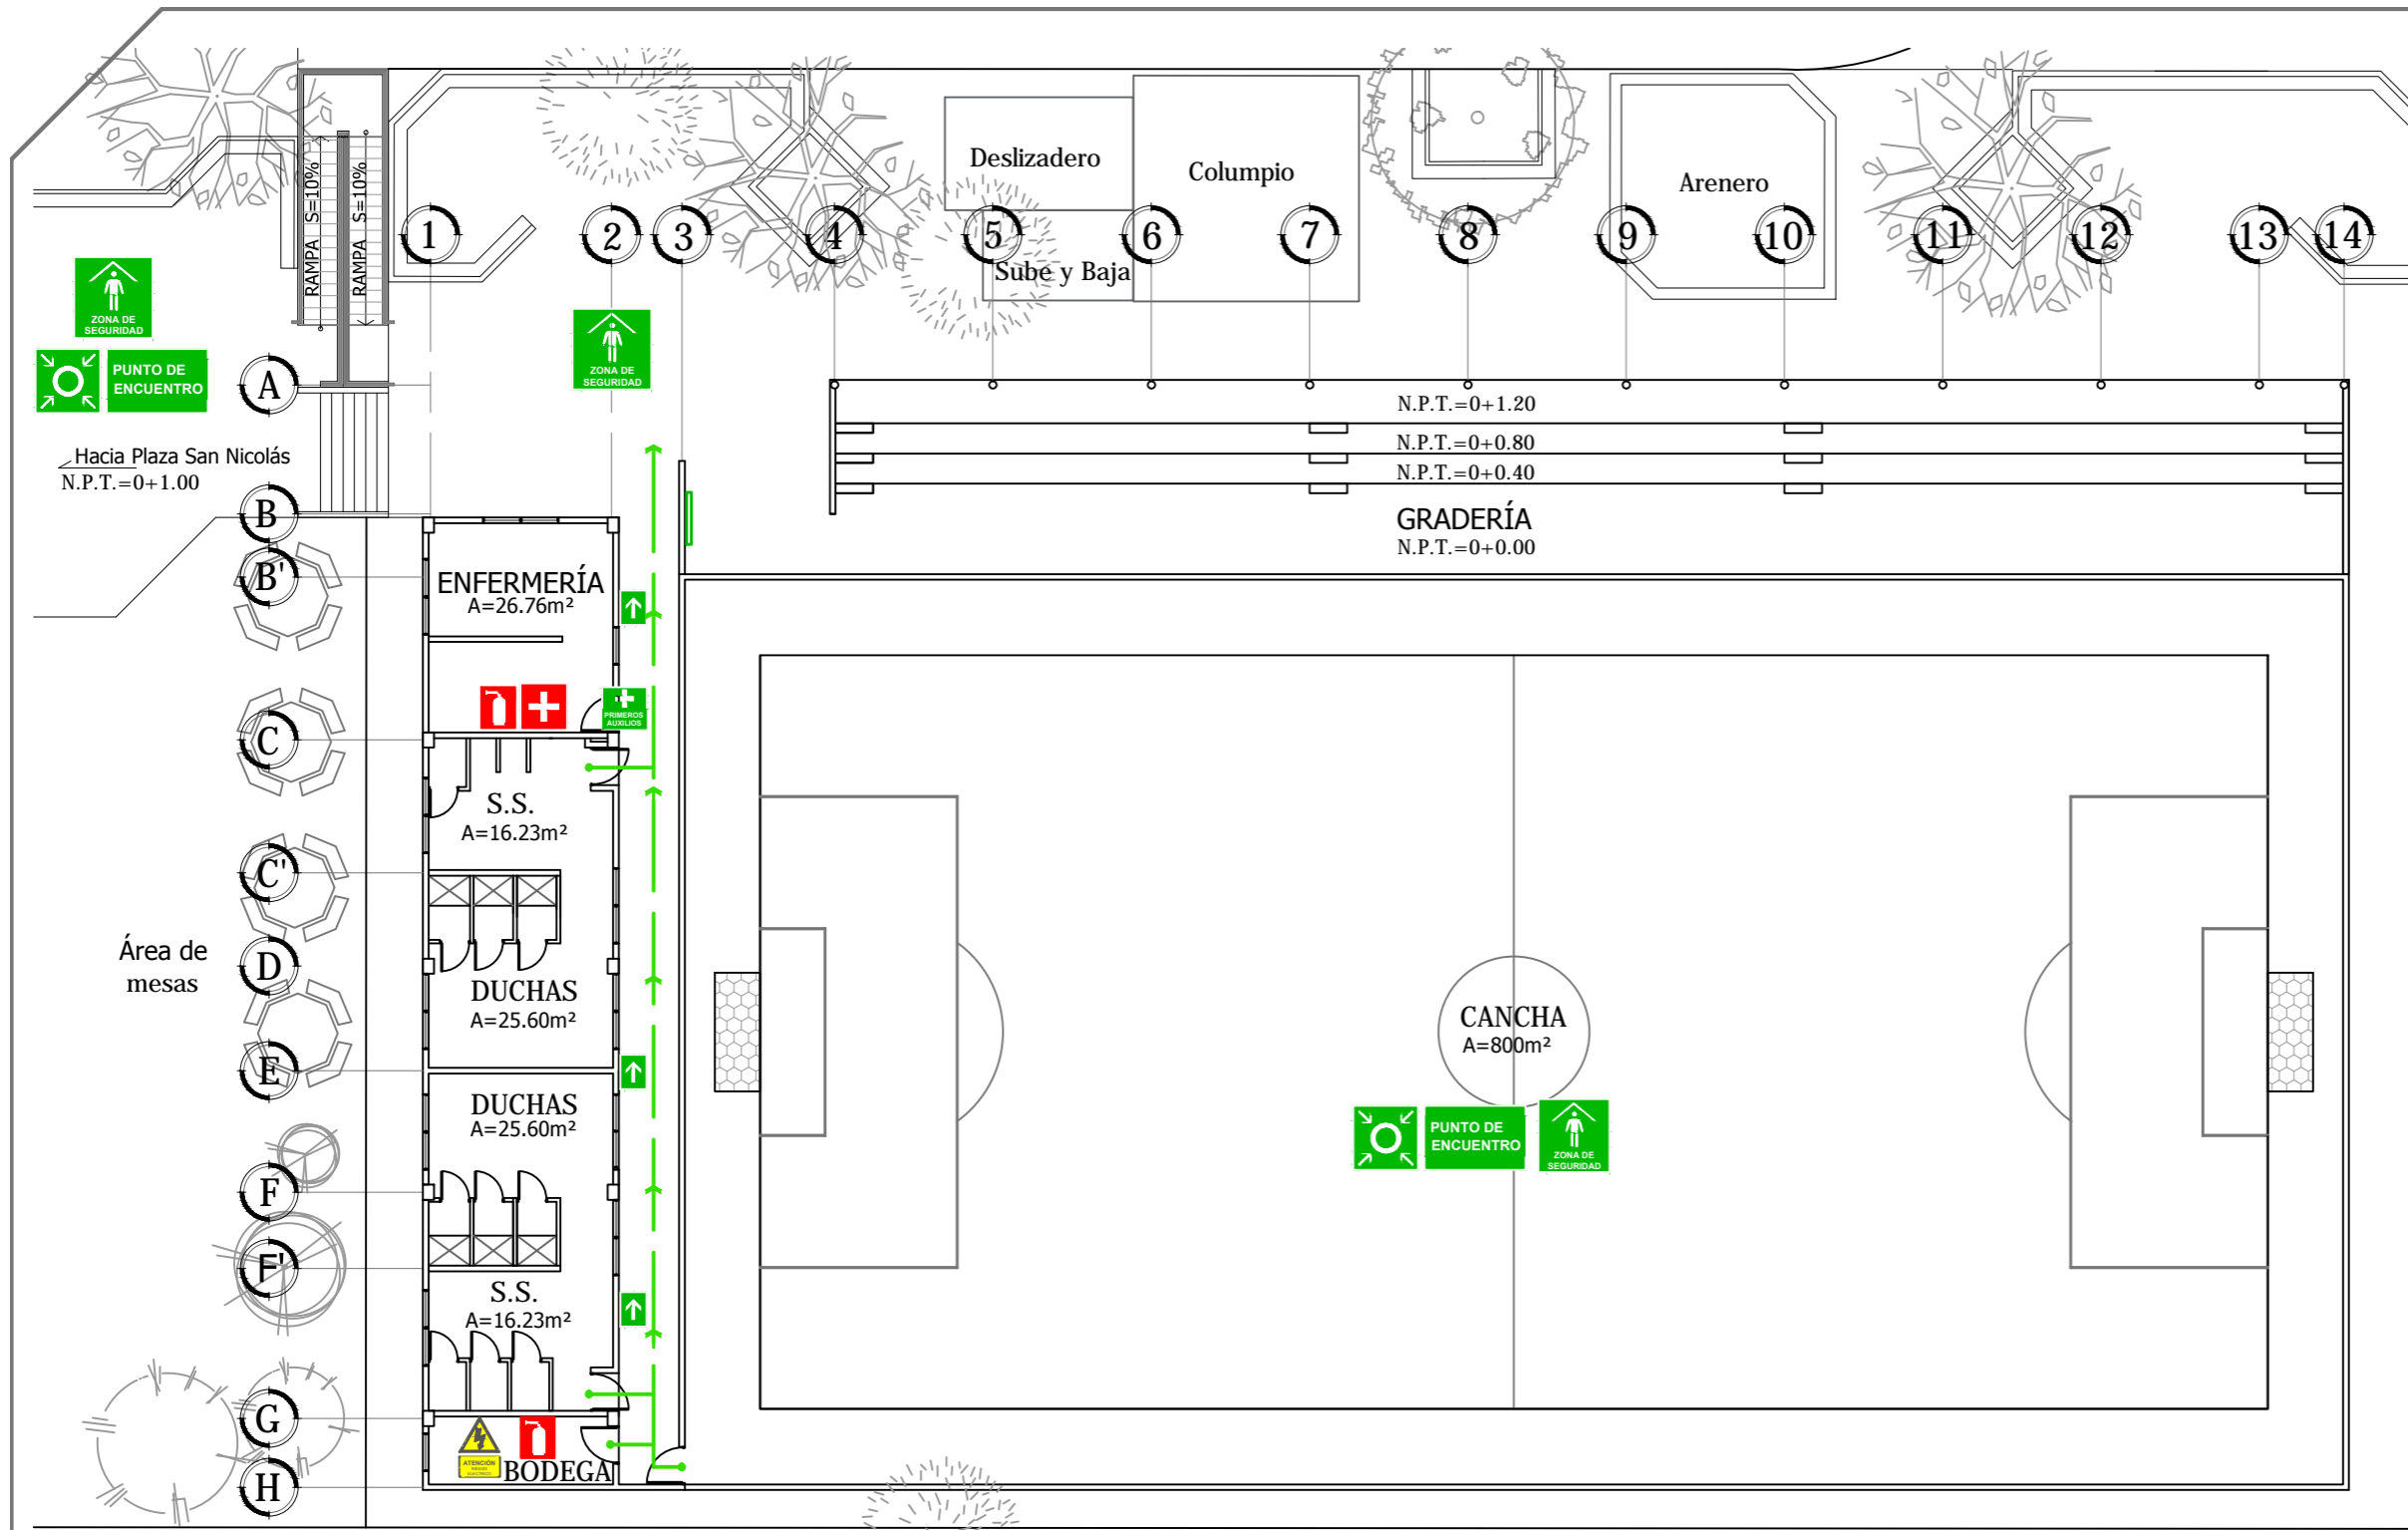 Deslizadero
Columpio
Arenero
Sube y Baja
RAMPA S=10%
RAMPA S=10%
1
2
3
4
5
6
7
8
9
10
11
12
13
14
ZONA DE
SEGURIDAD
PUNTO DE
ENCUENTRO
ZONA DE
SEGURIDAD
A
Hacia Plaza San Nicolás
N.P.T.=0+1.00
B
B'
C
C'
D
E
F
F'
G
H
Área de
mesas
N.P.T.=0+1.20
N.P.T.=0+0.80
N.P.T.=0+0.40
GRADERÍA
N.P.T.=0+0.00
ENFERMERÍA
A=26.76m²
PRIMEROS
AUXILIOS
S.S.
A=16.23m²
DUCHAS
A=25.60m²
DUCHAS
A=25.60m²
S.S.
A=16.23m²
ATENCIÓN
BODEGA
CANCHA
A=800m²
PUNTO DE
ENCUENTRO
ZONA DE
SEGURIDAD